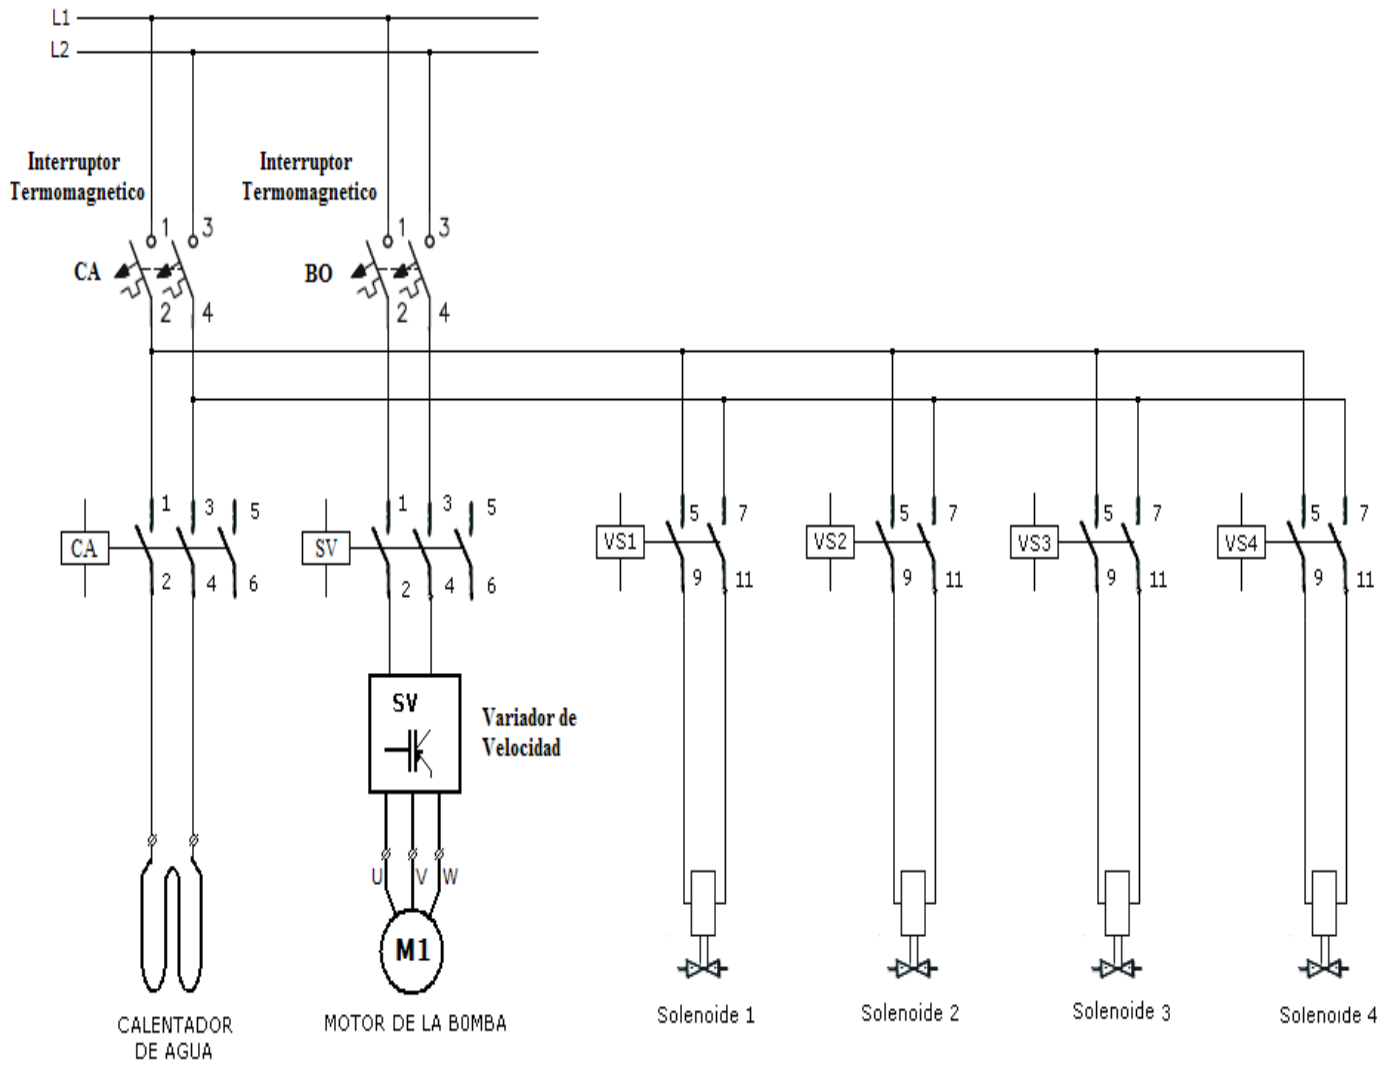 L1
L2
Interruptor
Termomagnetico
Interruptor
Termomagnetico
1 3 1 3
CA BO
2 4 2 4
1 3 5 1 3 5 5 7 5 7 5 7 5 7
CA SV VS1 VS2 VS3 VS4
2 4 6 2 4 6 9 11 9 11 9 11 9 11
SV
Variador de
Velocidad
U V W
M1
CALENTADOR
DE AGUA
MOTOR DE LA BOMBA
Solenoide 1
Solenoide 2
Solenoide 3
Solenoide 4